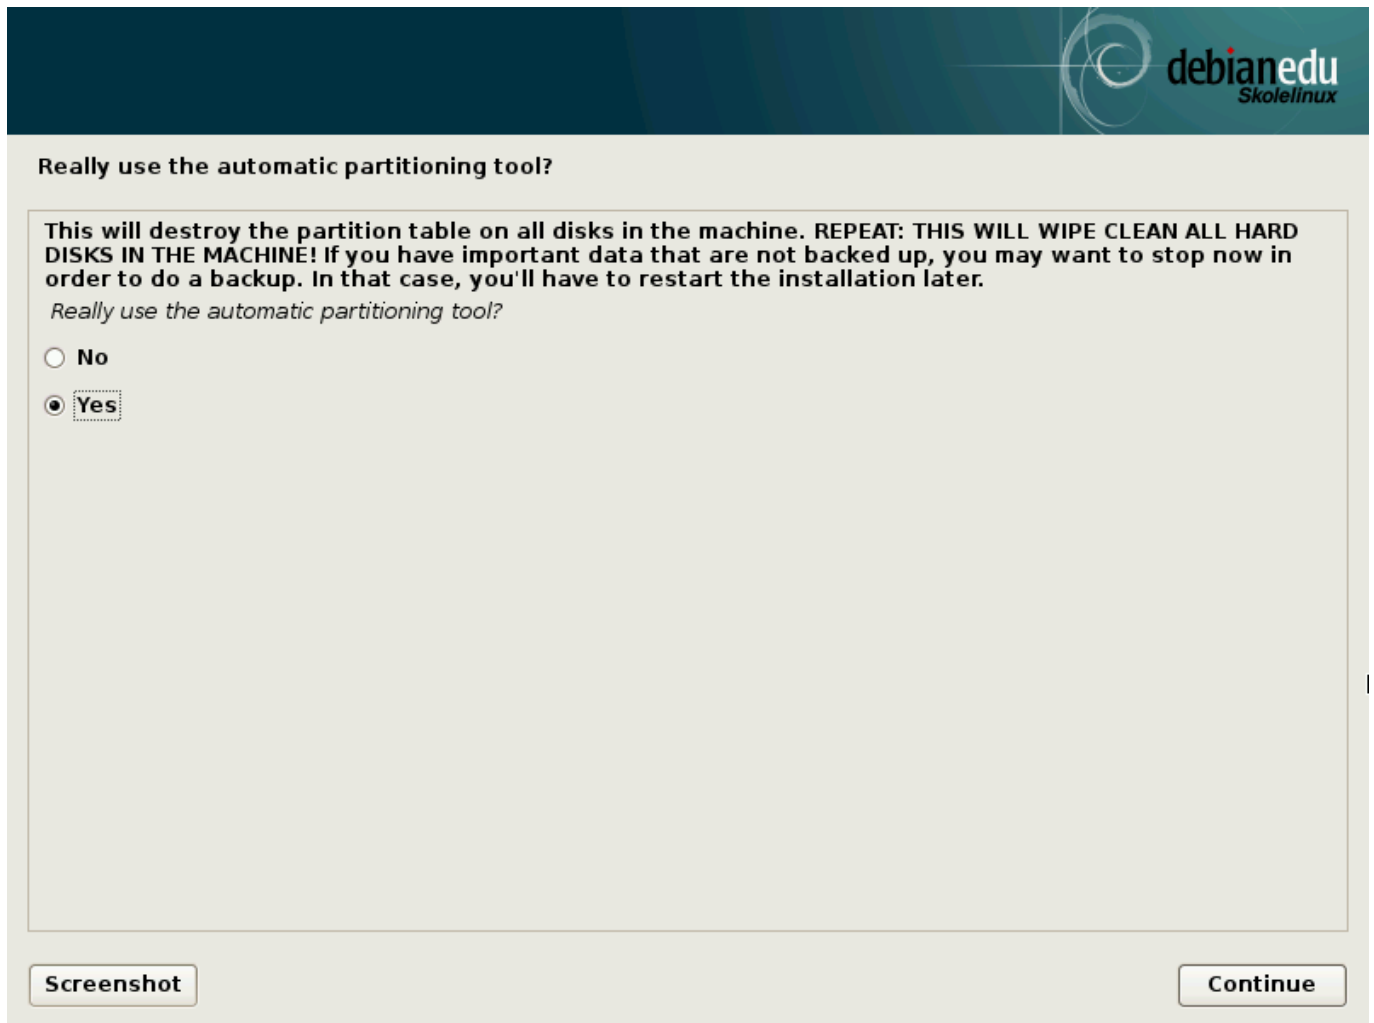 debianedu
Skolelinux
Really use the automatic partitioning tool?
This will destroy the partition table on all disks in the machine. REPEAT: THIS WILL WIPE CLEAN ALL HARD
DISKS IN THE MACHINE! If you have important data that are not backed up, you may want to stop now in
order to do a backup. In that case, you'll have to restart the installation later.
Really use the automatic partitioning tool?
No
Yes
Screenshot
Continue